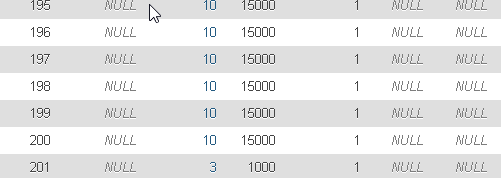 195 NULL 10 15000 1 NULL NULL
196 NULL 10 15000 1 NULL NULL
197 NULL 10 15000 1 NULL NULL
198 NULL 10 15000 1 NULL NULL
199 NULL 10 15000 1 NULL NULL
200 NULL 10 15000 1 NULL NULL
201 NULL 3 1000 1 NULL NULL